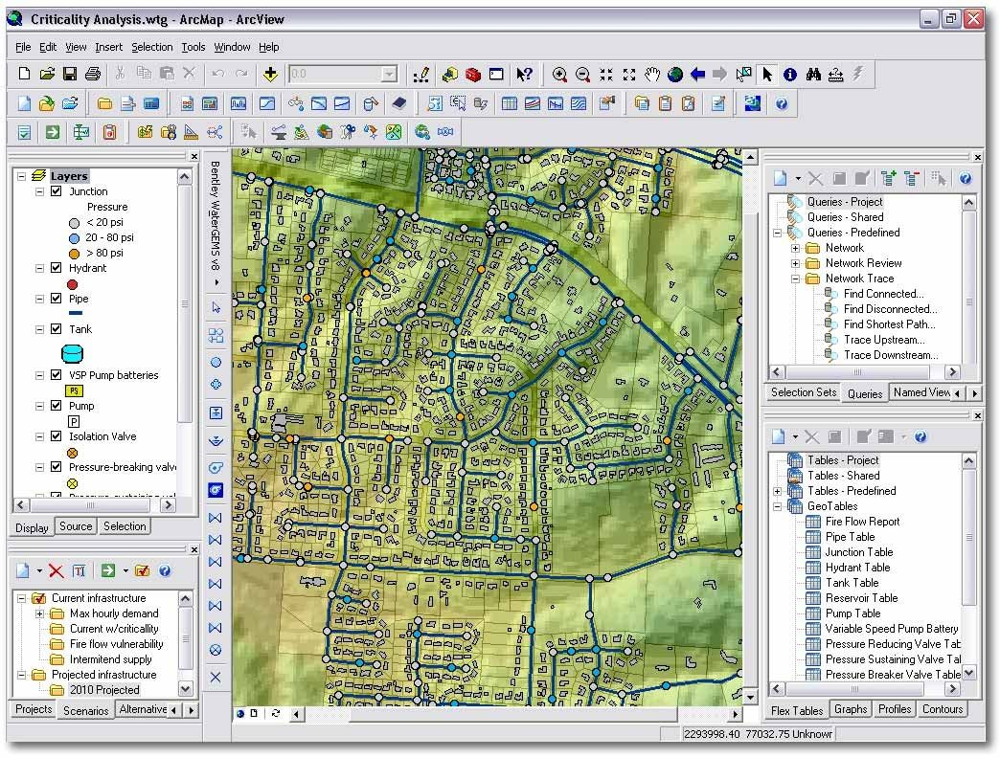 Criticality Analysis.wtg - ArcMap - ArcView
File Edit View Insert Selection Tools Window Help
0:0
Layers
Junction
Pressure
< 20 psi
20 - 80 psi
> 80 psi
Hydrant
Pipe
Tank
VSP Pump batteries
PS
Pump
P
Isolation Valve
Pressure-breaking valv
Display Source Selection
Current infrastructure
Max hourly demand
Current w/criticallity
Fire flow vulnerability
Intermitend supply
Projected infrastructure
2010 Projected
Projects Scenarios Alternative
Bentley WaterGEMS v8
Queries - Project
Queries - Shared
Queries - Predefined
Network
Network Review
Network Trace
Find Connected...
Find Disconnected...
Find Shortest Path...
Trace Upstream...
Trace Downstream...
Selection Sets Queries Named View
Tables - Project
Tables - Shared
Tables - Predefined
GeoTables
Fire Flow Report
Pipe Table
Junction Table
Hydrant Table
Tank Table
Reservoir Table
Pump Table
Variable Speed Pump Battery
Pressure Reducing Valve Tab
Pressure Sustaining Valve Tal
Pressure Breaker Valve Table
Flex Tables Graphs Profiles Contours
2293998.40 77032.75 Unknowr